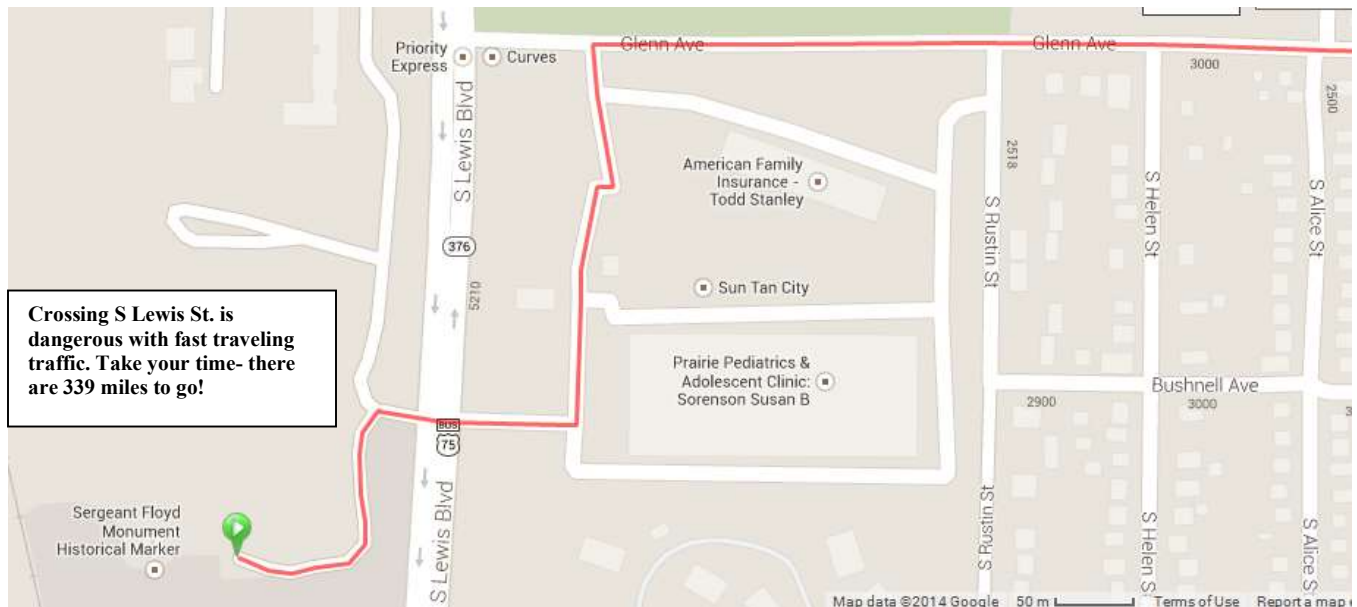 Glenn Ave
Glenn Ave
3000
2500
Priority
Express
Curves
S Lewis Blvd
American Family
Insurance -
Todd Stanley
2518
S Rustin St
S Helen St
S Alice St
376
5210
Sun Tan City
Crossing S Lewis St. is
dangerous with fast traveling
traffic. Take your time- there
are 339 miles to go!
Prairie Pediatrics &
Adolescent Clinic:
Sorenson Susan B
Bushnell Ave
2900
3000
BUS
75
Sergeant Floyd
Monument
Historical Marker
S Lewis Blvd
S Rustin St
S Helen S
S Alice S
Map data ©2014 Google
50 m
Terms of Use
Report a map